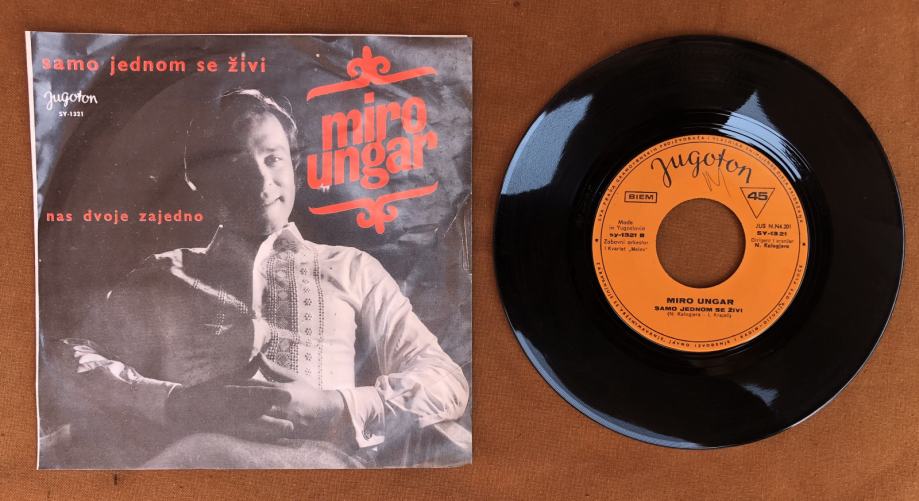 samo jednom se živi
Jugoton
SY-1321
miro
ungar
nas dvoje zajedno
Jugoton
BIEM
45
Made
in Yugoslavia
sy-1321 B
Zabavni orkestar
i Kvartet „Melos”
JUS N.N4.201
SY-1321
Dirigent i aranžer
N. Kalogjera
MIRO UNGAR
SAMO JEDNOM SE ŽIVI
(N. Kalogjera - I. Krajač)